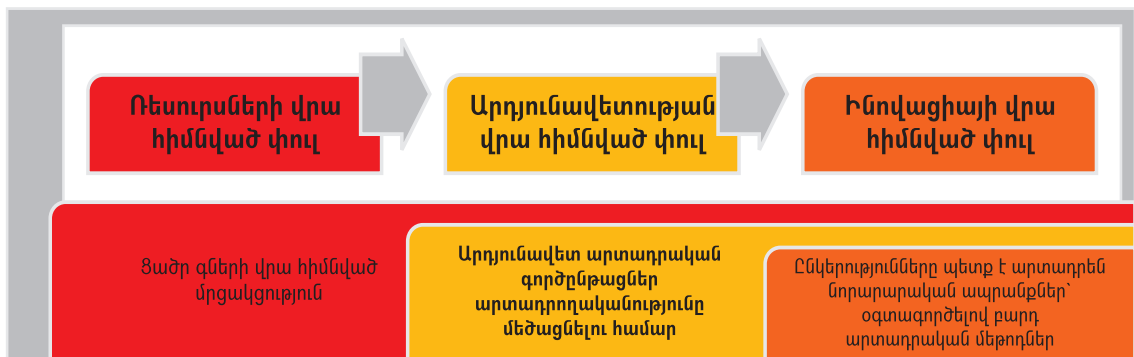 Ռեսուրսների վրա
հիմնված փուլ
Արդյունավետության
վրա հիմնված փուլ
Ինովացիայի վրա
հիմնված փուլ
Ցածր գների վրա հիմնված
մրցակցություն
Արդյունավետ արտադրական
գործընթացներ
արտադրողականությունը
մեծացնելու համար
Ընկերությունները պետք է արտադրեն
նորարարական ապրանքներ՝
օգտագործելով բարդ
արտադրական մեթոդներ